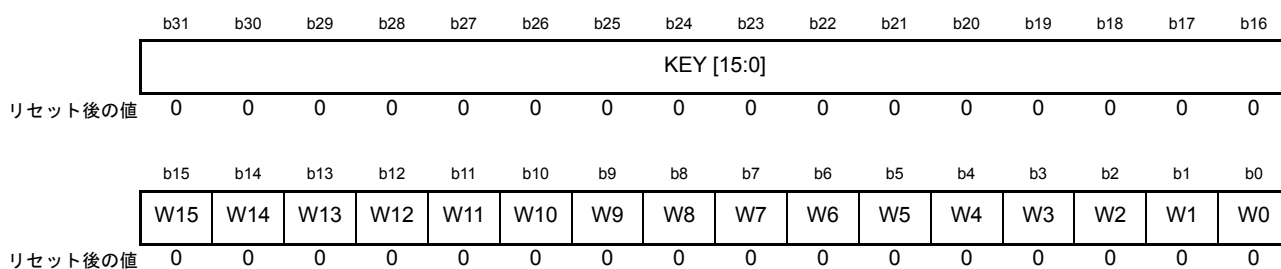 b31 b30 b29 b28 b27 b26 b25 b24 b23 b22 b21 b20 b19 b18 b17 b16
KEY [15:0]
リセット後の値 0 0 0 0 0 0 0 0 0 0 0 0 0 0 0 0
b15 b14 b13 b12 b11 b10 b9 b8 b7 b6 b5 b4 b3 b2 b1 b0
W15 W14 W13 W12 W11 W10 W9 W8 W7 W6 W5 W4 W3 W2 W1 W0
リセット後の値 0 0 0 0 0 0 0 0 0 0 0 0 0 0 0 0